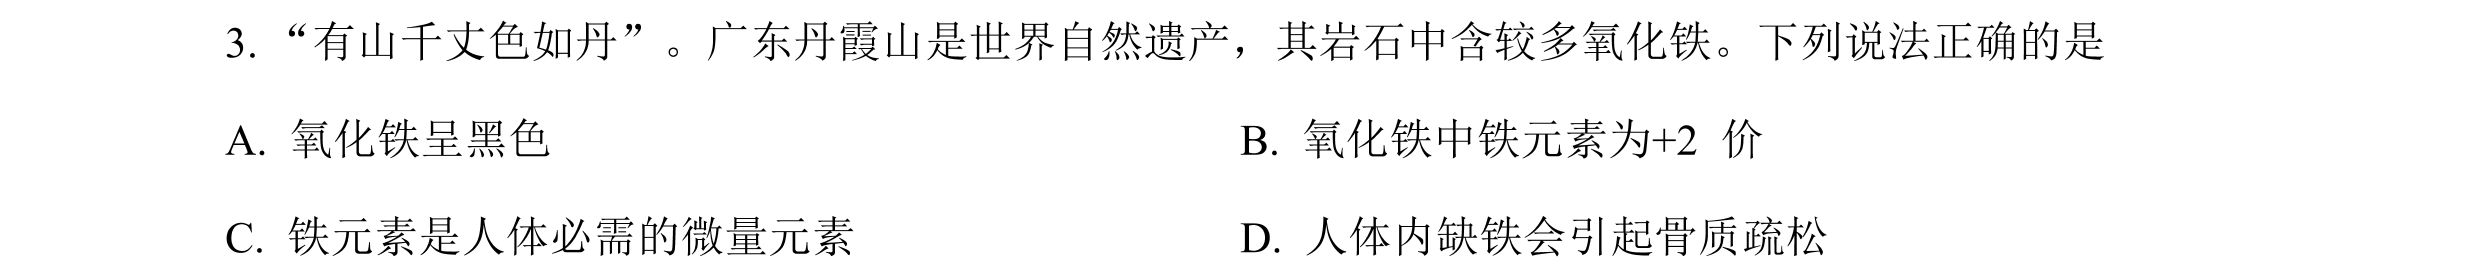 3. “有山千丈色如丹”。广东丹霞山是世界自然遗产，其岩石中含较多氧化铁。下列说法正确的是
A. 氧化铁呈黑色 B. 氧化铁中铁元素为+2 价
C. 铁元素是人体必需的微量元素 D. 人体内缺铁会引起骨质疏松